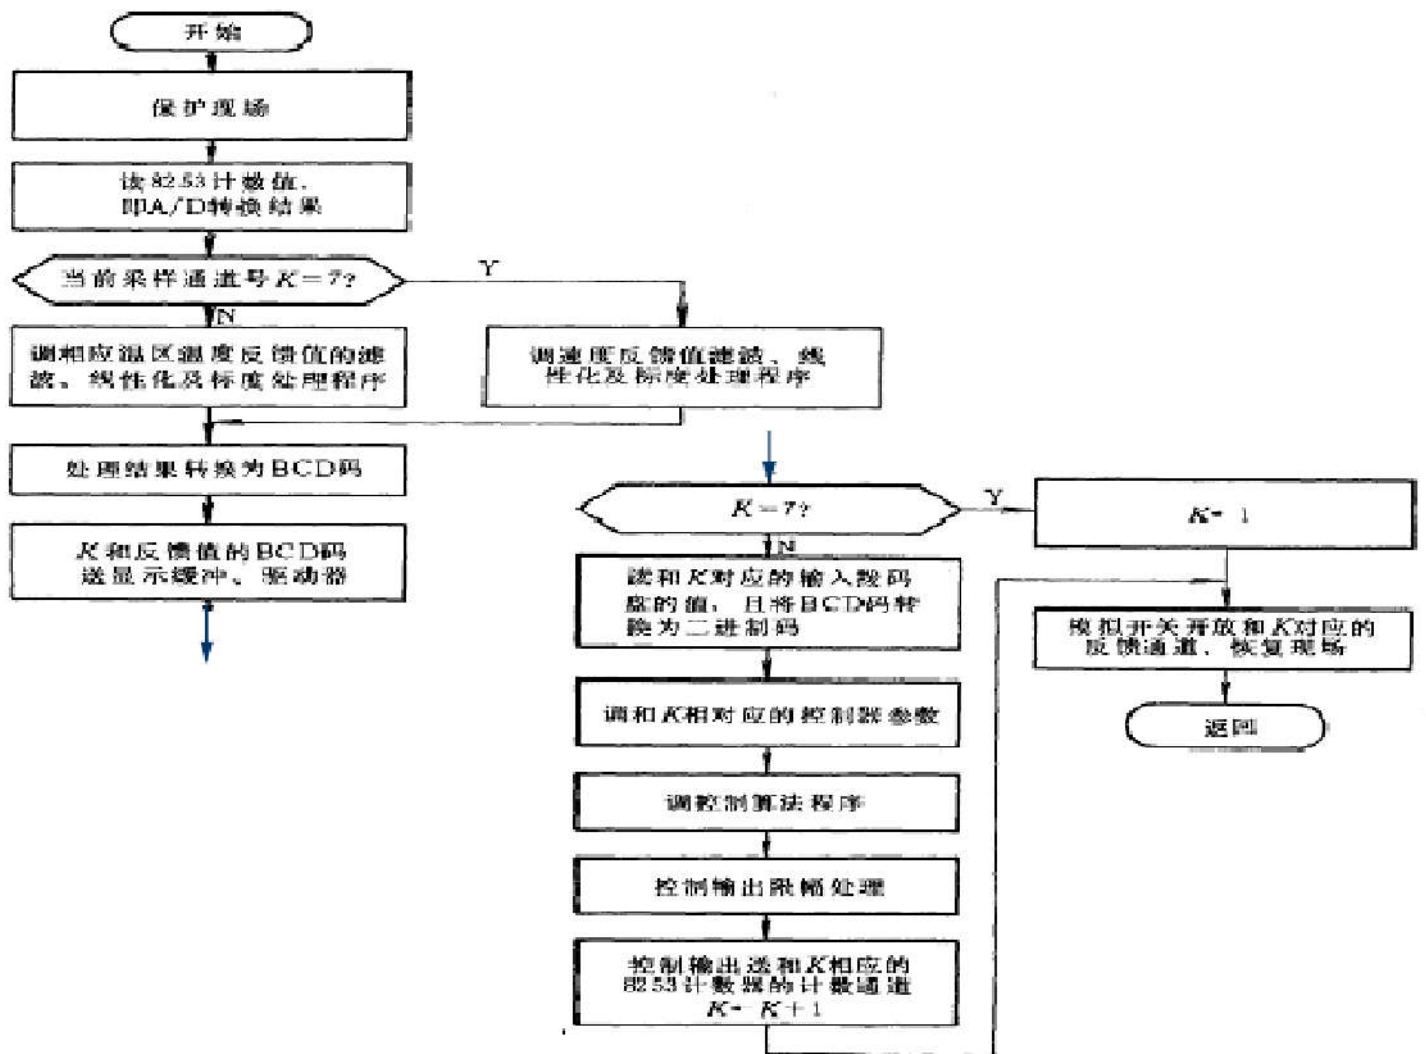 开始
保护现场
读8253计数值，
即A/D转换结果
当前采样通道号K=7?
Y
N
调相应温区温度反馈值的滤
波、线性化及标度处理程序
调速度反馈值滤波、线
性化及标度处理程序
处理结果转换为BCD码
K和反馈值的BCD码
送显示缓冲、驱动器
K=7?
Y
N
K←1
读和K对应的输入拨码
盘的值，且将BCD码转
换为二进制码
调和K相对应的控制器参数
调控制算法程序
控制输出限幅处理
控制输出送和K相应的
8253计数器的计数通道
K←K+1
模拟开关开放和K对应的
反馈通道，恢复现场
返回